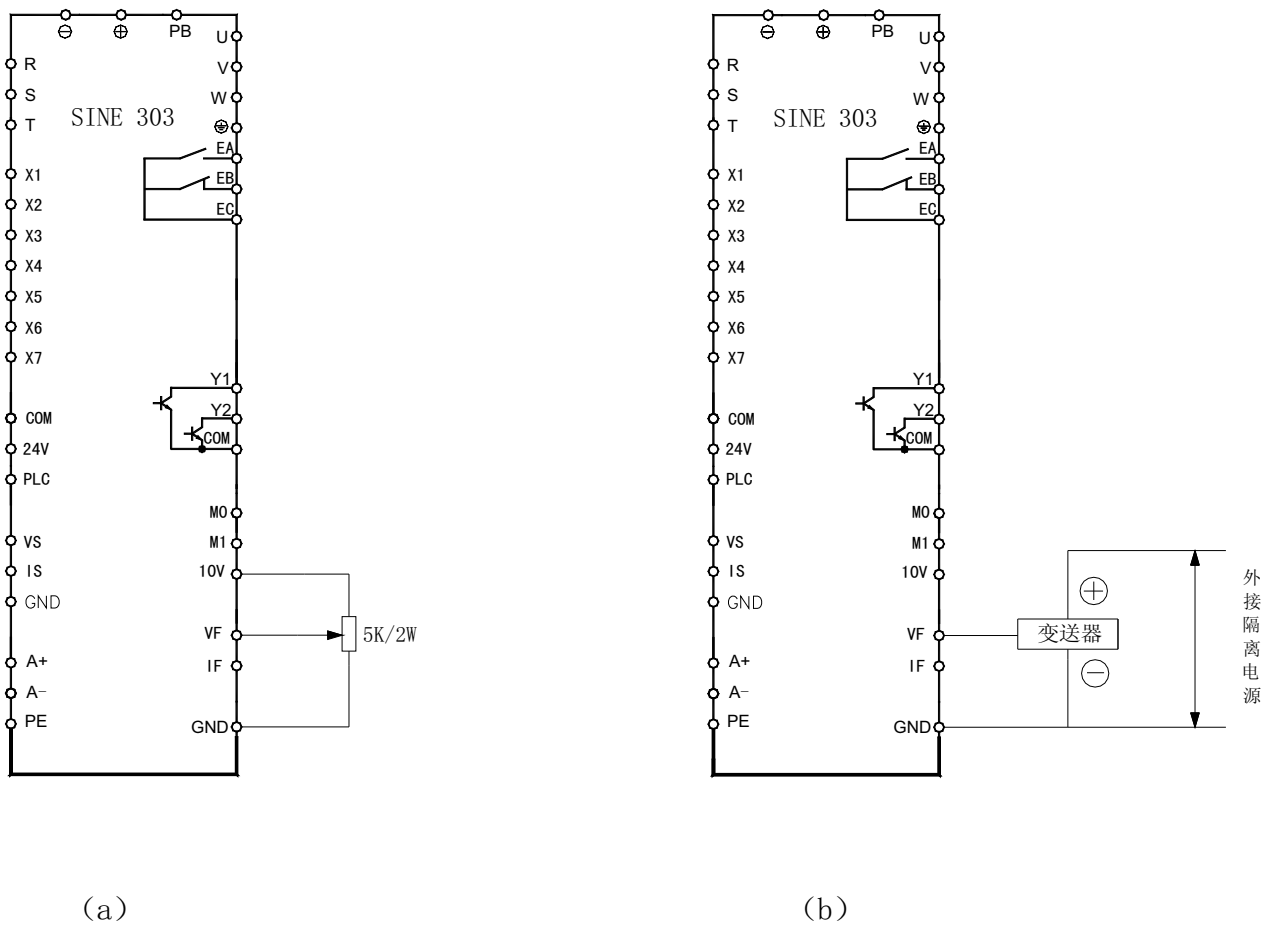 ⊖ ⊕ PB
U
R
V
S
W
SINE 303
T
EA
X1
EB
X2
EC
X3
X4
X5
X6
X7
Y1
COM
Y2
COM
24V
PLC
M0
VS
M1
IS
10V
GND
VF
5K/2W
A+
IF
A-
PE
GND
(a)
⊖ ⊕ PB
U
R
V
S
W
SINE 303
T
EA
X1
EB
X2
EC
X3
X4
X5
X6
X7
Y1
COM
Y2
COM
24V
PLC
M0
VS
M1
IS
10V
GND
⊕
VF
变送器
A+
IF
⊖
A-
PE
GND
外接隔离电源
(b)